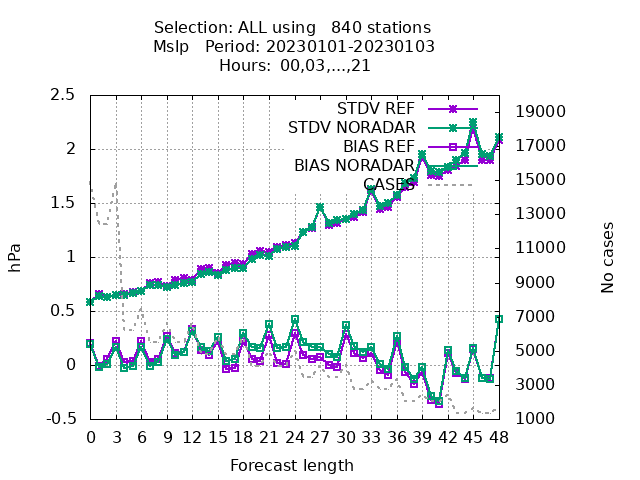 Selection: ALL using 840 stations
Mslp Period: 20230101-20230103
Hours: 00,03,...,21
2.5
2
1.5
1
0.5
0
-0.5
hPa
19000
17000
15000
13000
11000
9000
7000
5000
3000
1000
No cases
STDV REF
STDV NORADAR
BIAS REF
BIAS NORADAR
CASES
0 3 6 9 12 15 18 21 24 27 30 33 36 39 42 45 48
Forecast length